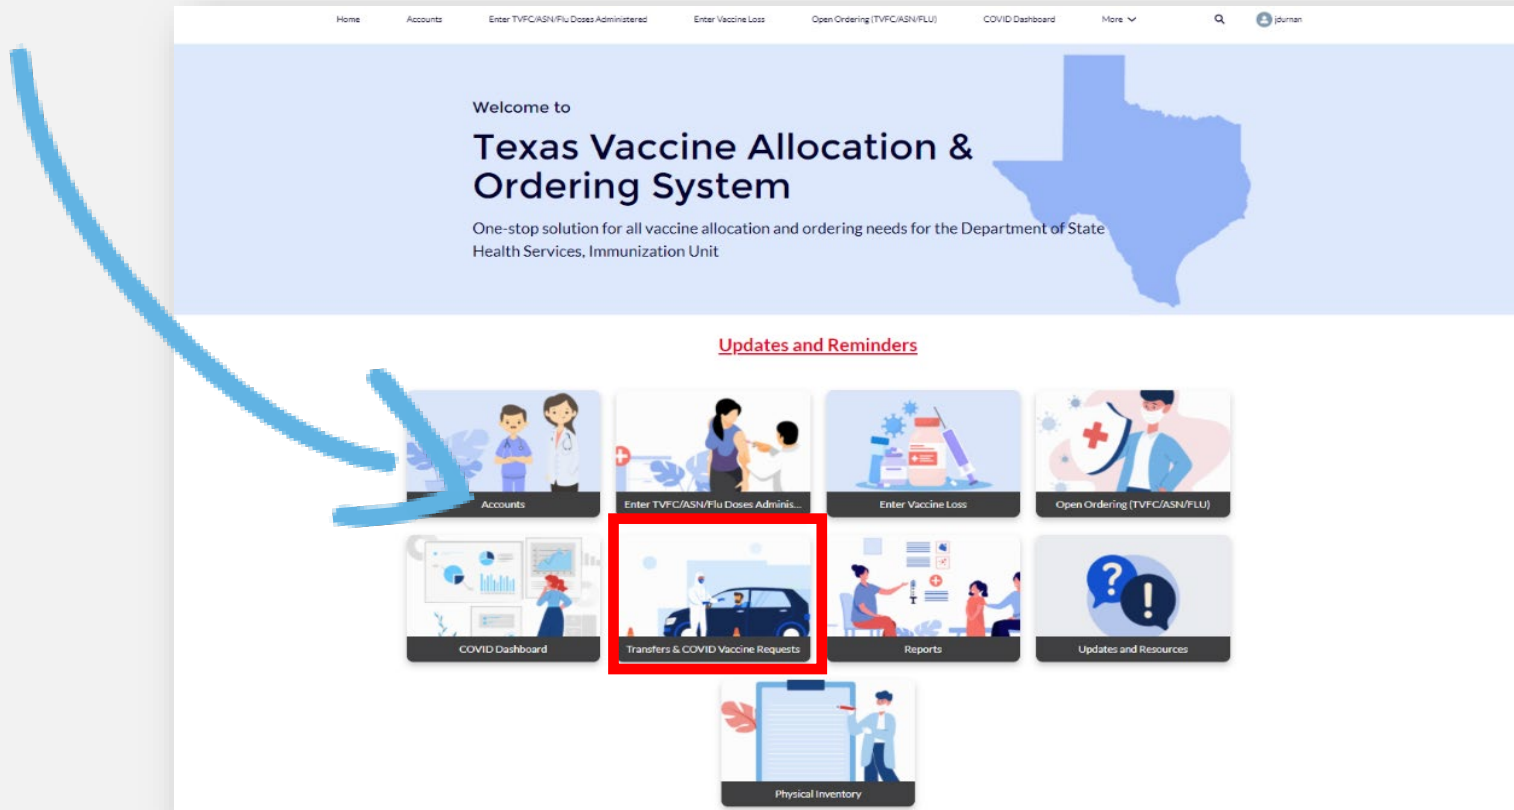 Home Accounts Enter TVFC/ASN/Flu Doses Administered Enter Vaccine Loss Open Ordering (TVFC/ASN/FLU) COVID Dashboard More jdurnan
Welcome to
Texas Vaccine Allocation &
Ordering System
One-stop solution for all vaccine allocation and ordering needs for the Department of State
Health Services, Immunization Unit
Updates and Reminders
Accounts
Enter TVFC/ASN/Flu Doses Adminis...
Enter Vaccine Loss
Open Ordering (TVFC/ASN/FLU)
COVID Dashboard
Transfers & COVID Vaccine Requests
Reports
Updates and Resources
Physical Inventory